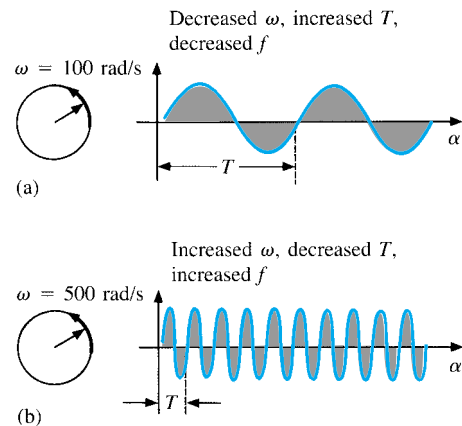 Decreased ω, increased T,
decreased f
ω = 100 rad/s
α
T
(a)
Increased ω, decreased T,
increased f
ω = 500 rad/s
α
T
(b)